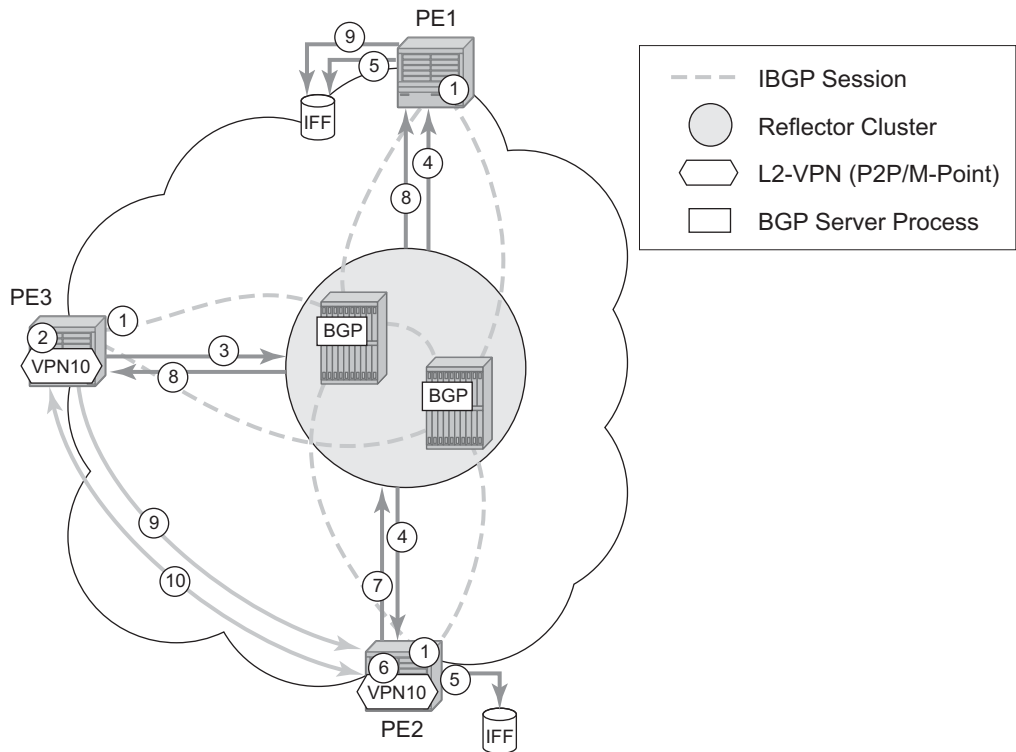 PE1
9
5
1
IFF
IBGP Session
Reflector Cluster
L2-VPN (P2P/M-Point)
BGP Server Process
4
8
PE3
1
2
VPN10
3
8
BGP
BGP
9
10
4
7
1
6
VPN10
5
PE2
IFF